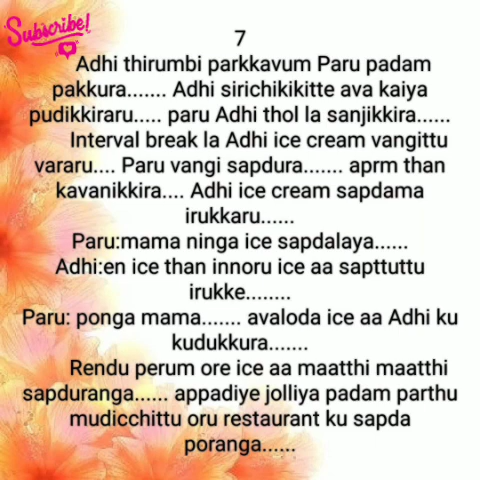 Subscribe!
7
Adhi thirumbi parkkavum Paru padam
pakkura....... Adhi sirichikikitte ava kaiya
pudikkiraru..... paru Adhi thol la sanjikkira......
Interval break la Adhi ice cream vangittu
vararu.... Paru vangi sapdura....... aprm than
kavanikkira.... Adhi ice cream sapdama
irukkaru......
Paru:mama ninga ice sapdalaya......
Adhi:en ice than innoru ice aa sapttuttu
irukke........
Paru: ponga mama....... avaloda ice aa Adhi ku
kudukkura.......
Rendu perum ore ice aa maatthi maatthi
sapduranga...... appadiye jolliya padam parthu
mudicchittu oru restaurant ku sapda
poranga......